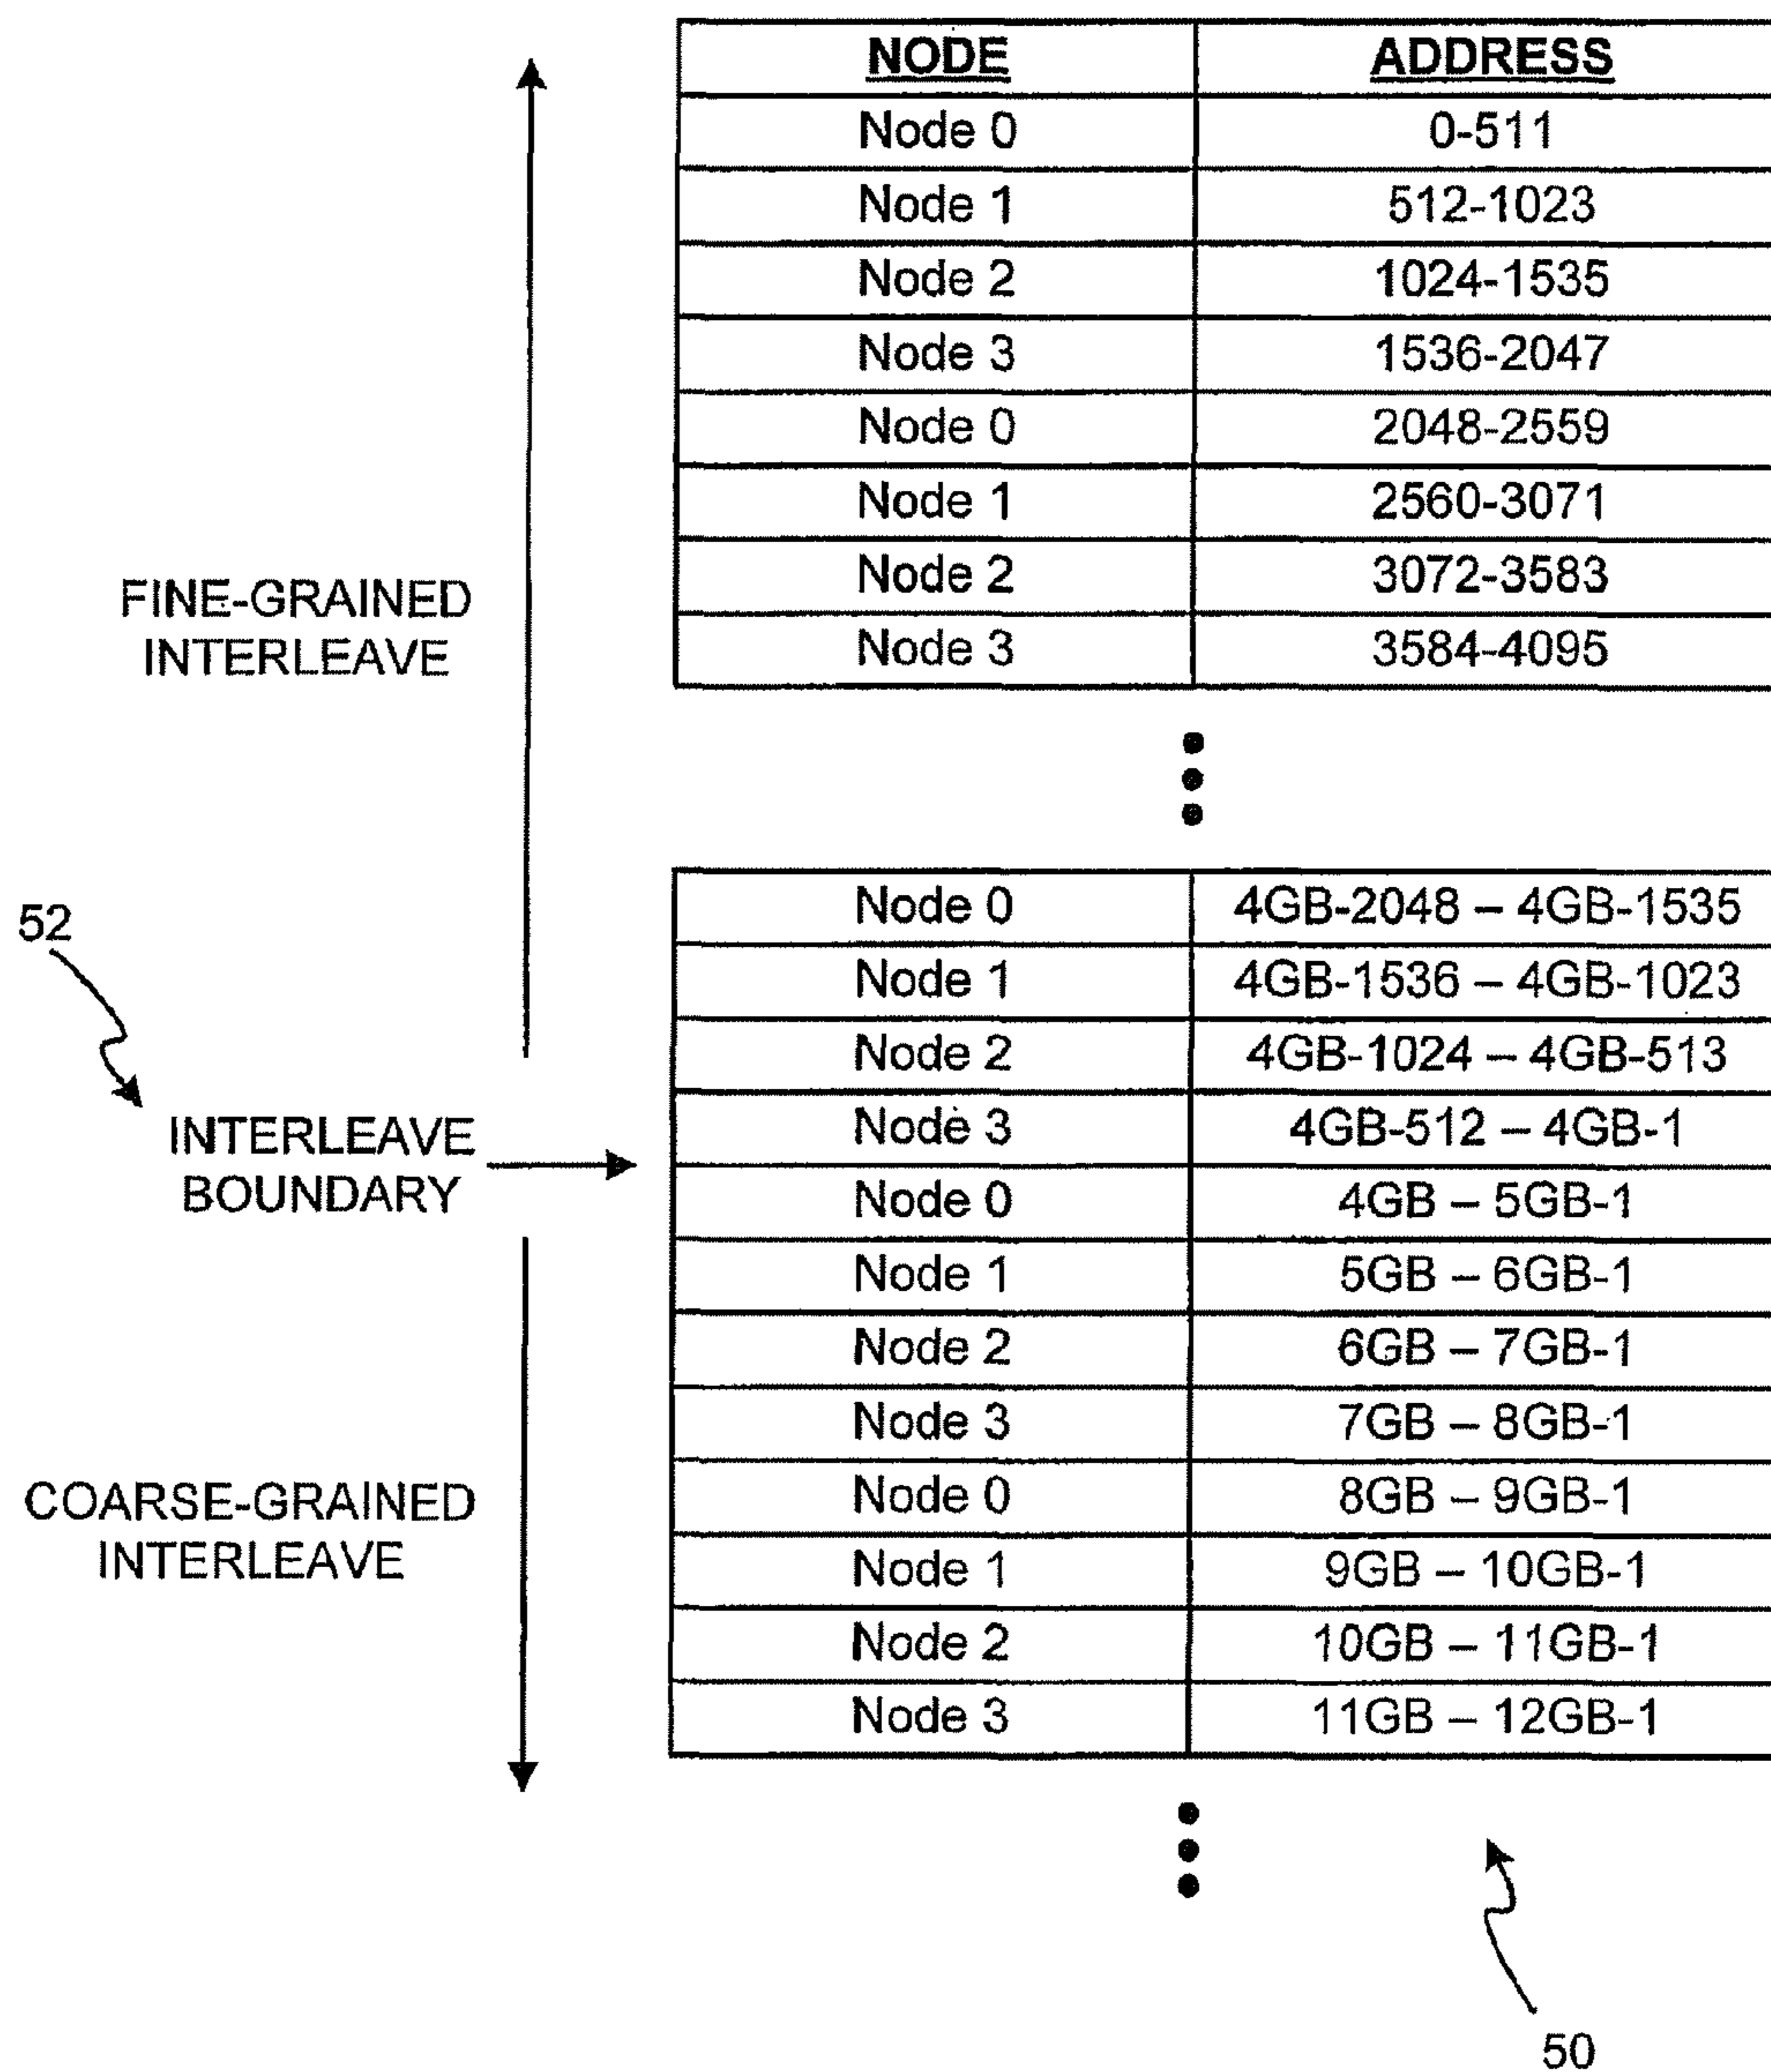 NODE ADDRESS
Node 0 0-511
Node 1 512-1023
Node 2 1024-1535
Node 3 1536-2047
Node 0 2048-2559
Node 1 2560-3071
Node 2 3072-3583
Node 3 3584-4095
FINE-GRAINED
INTERLEAVE
Node 0 4GB-2048 – 4GB-1535
Node 1 4GB-1536 – 4GB-1023
Node 2 4GB-1024 – 4GB-513
Node 3 4GB-512 – 4GB-1
52
INTERLEAVE
BOUNDARY
Node 0 4GB – 5GB-1
Node 1 5GB – 6GB-1
Node 2 6GB – 7GB-1
Node 3 7GB – 8GB-1
Node 0 8GB – 9GB-1
Node 1 9GB – 10GB-1
Node 2 10GB – 11GB-1
Node 3 11GB – 12GB-1
COARSE-GRAINED
INTERLEAVE
50